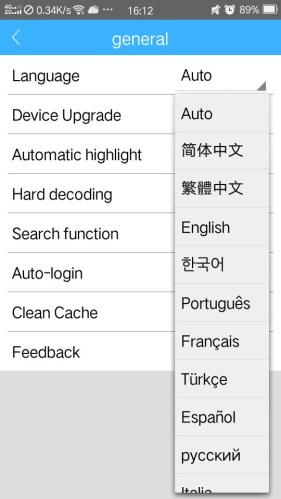 0.34K/s ... 16:12 89%
general
Language Auto
Device Upgrade
Automatic highlight
Hard decoding
Search function
Auto-login
Clean Cache
Feedback
Auto
简体中文
繁體中文
English
한국어
Português
Français
Türkçe
Español
русский
Italia